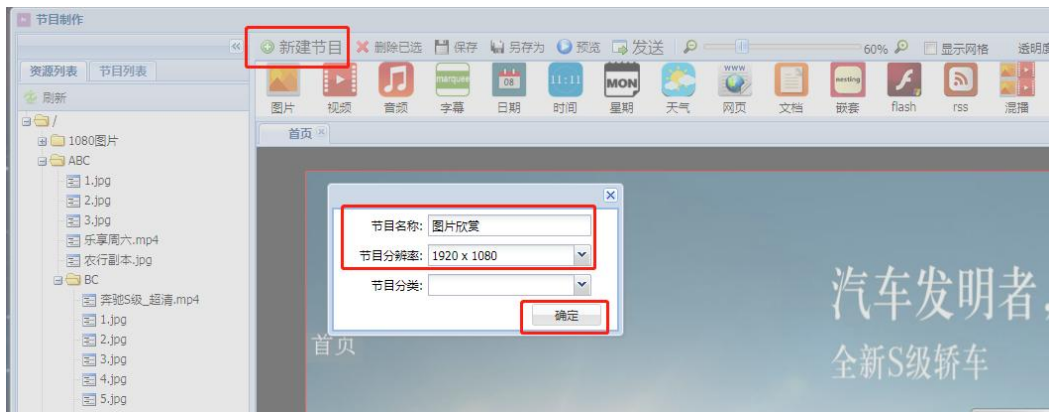 节目制作
新建节目 删除已选 保存 另存为 预览 发送 60% 显示网格 透明度
资源列表 节目列表
刷新
图片 视频 音频 字幕 日期 时间 星期 天气 网页 文档 嵌套 flash rss 混播
marquee 08 11:11 MON WWW nesting
首页
/
1080图片
ABC
1.jpg
2.jpg
3.jpg
乐享周六.mp4
农行副本.jpg
BC
奔驰S级_超清.mp4
1.jpg
2.jpg
3.jpg
4.jpg
5.jpg
节目名称: 图片欣赏
节目分辨率: 1920 x 1080
节目分类:
确定
首页
汽车发明者,
全新S级轿车